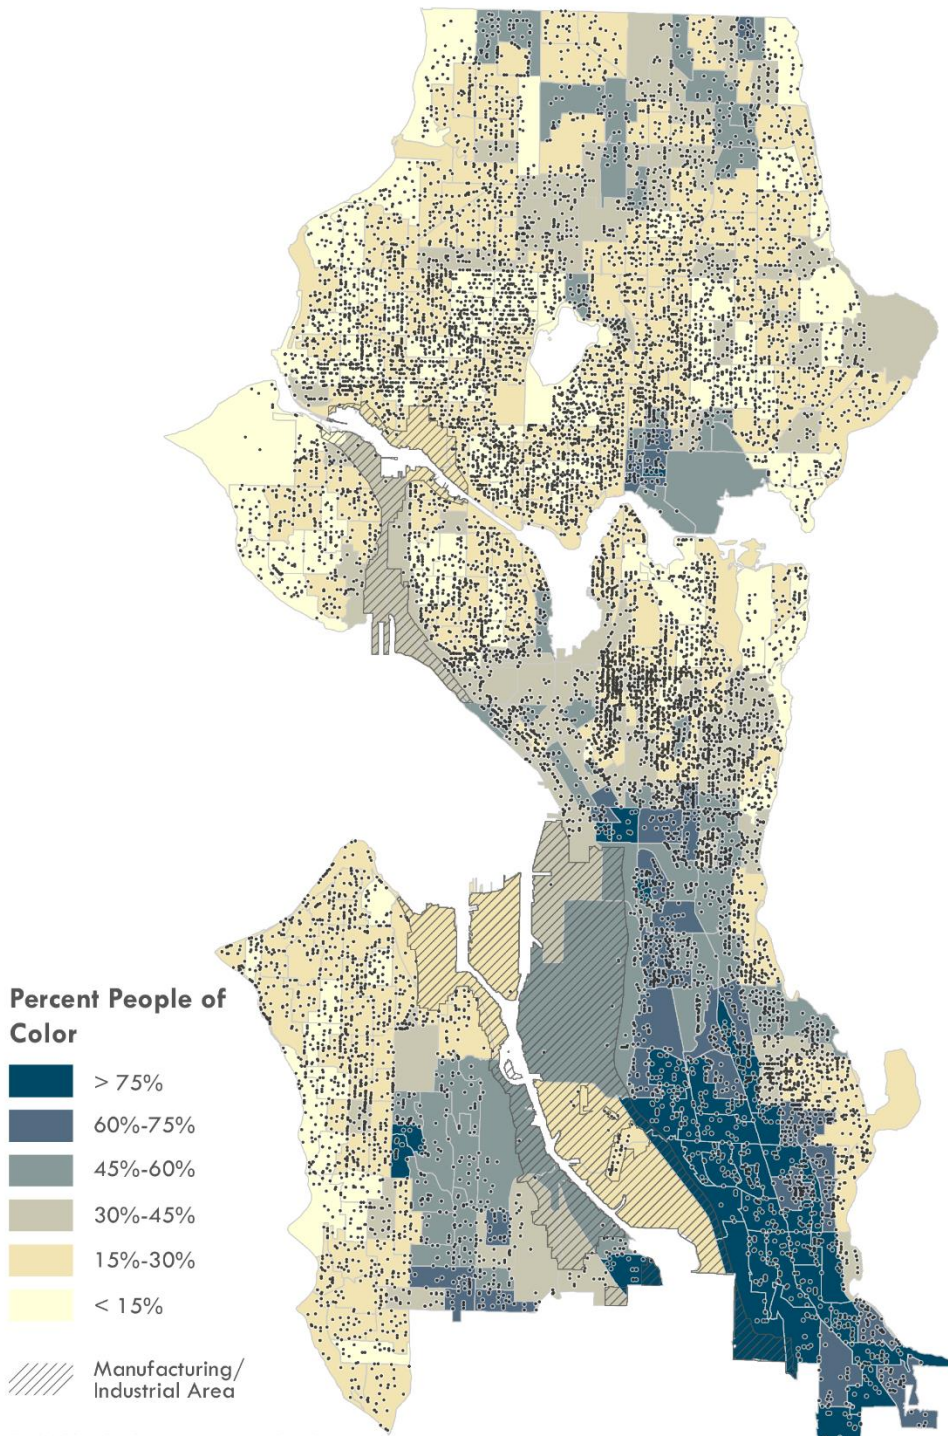 Percent People of
Color
> 75%
60%-75%
45%-60%
30%-45%
15%-30%
< 15%
Manufacturing/
Industrial Area